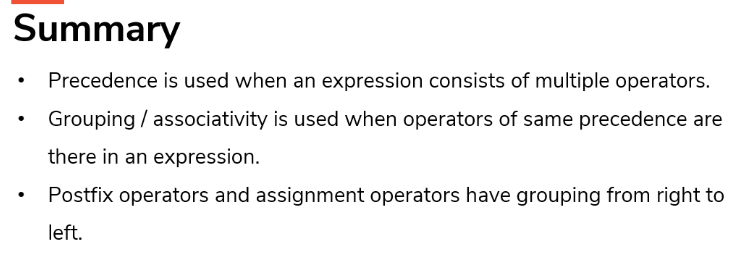 Summary
• Precedence is used when an expression consists of multiple operators.
• Grouping / associativity is used when operators of same precedence are
there in an expression.
• Postfix operators and assignment operators have grouping from right to
left.